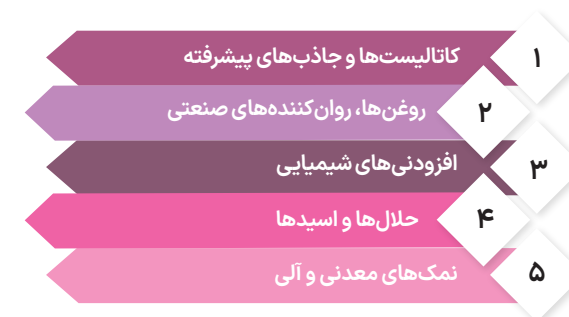 ۱ کاتالیست‌ها و جاذب‌های پیشرفته
۲ روغن‌ها، روان‌کننده‌های صنعتی
۳ افزودنی‌های شیمیایی
۴ حلال‌ها و اسیدها
۵ نمک‌های معدنی و آلی